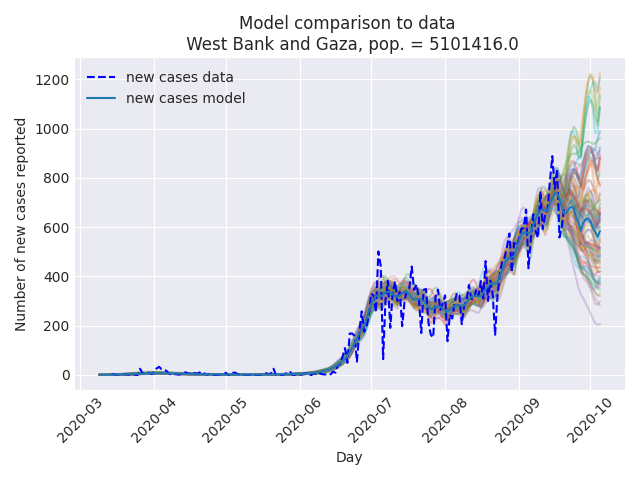 Model comparison to data
West Bank and Gaza, pop. = 5101416.0
new cases data
new cases model
Number of new cases reported
1200
1000
800
600
400
200
0
2020-03
2020-04
2020-05
2020-06
2020-07
2020-08
2020-09
2020-10
Day